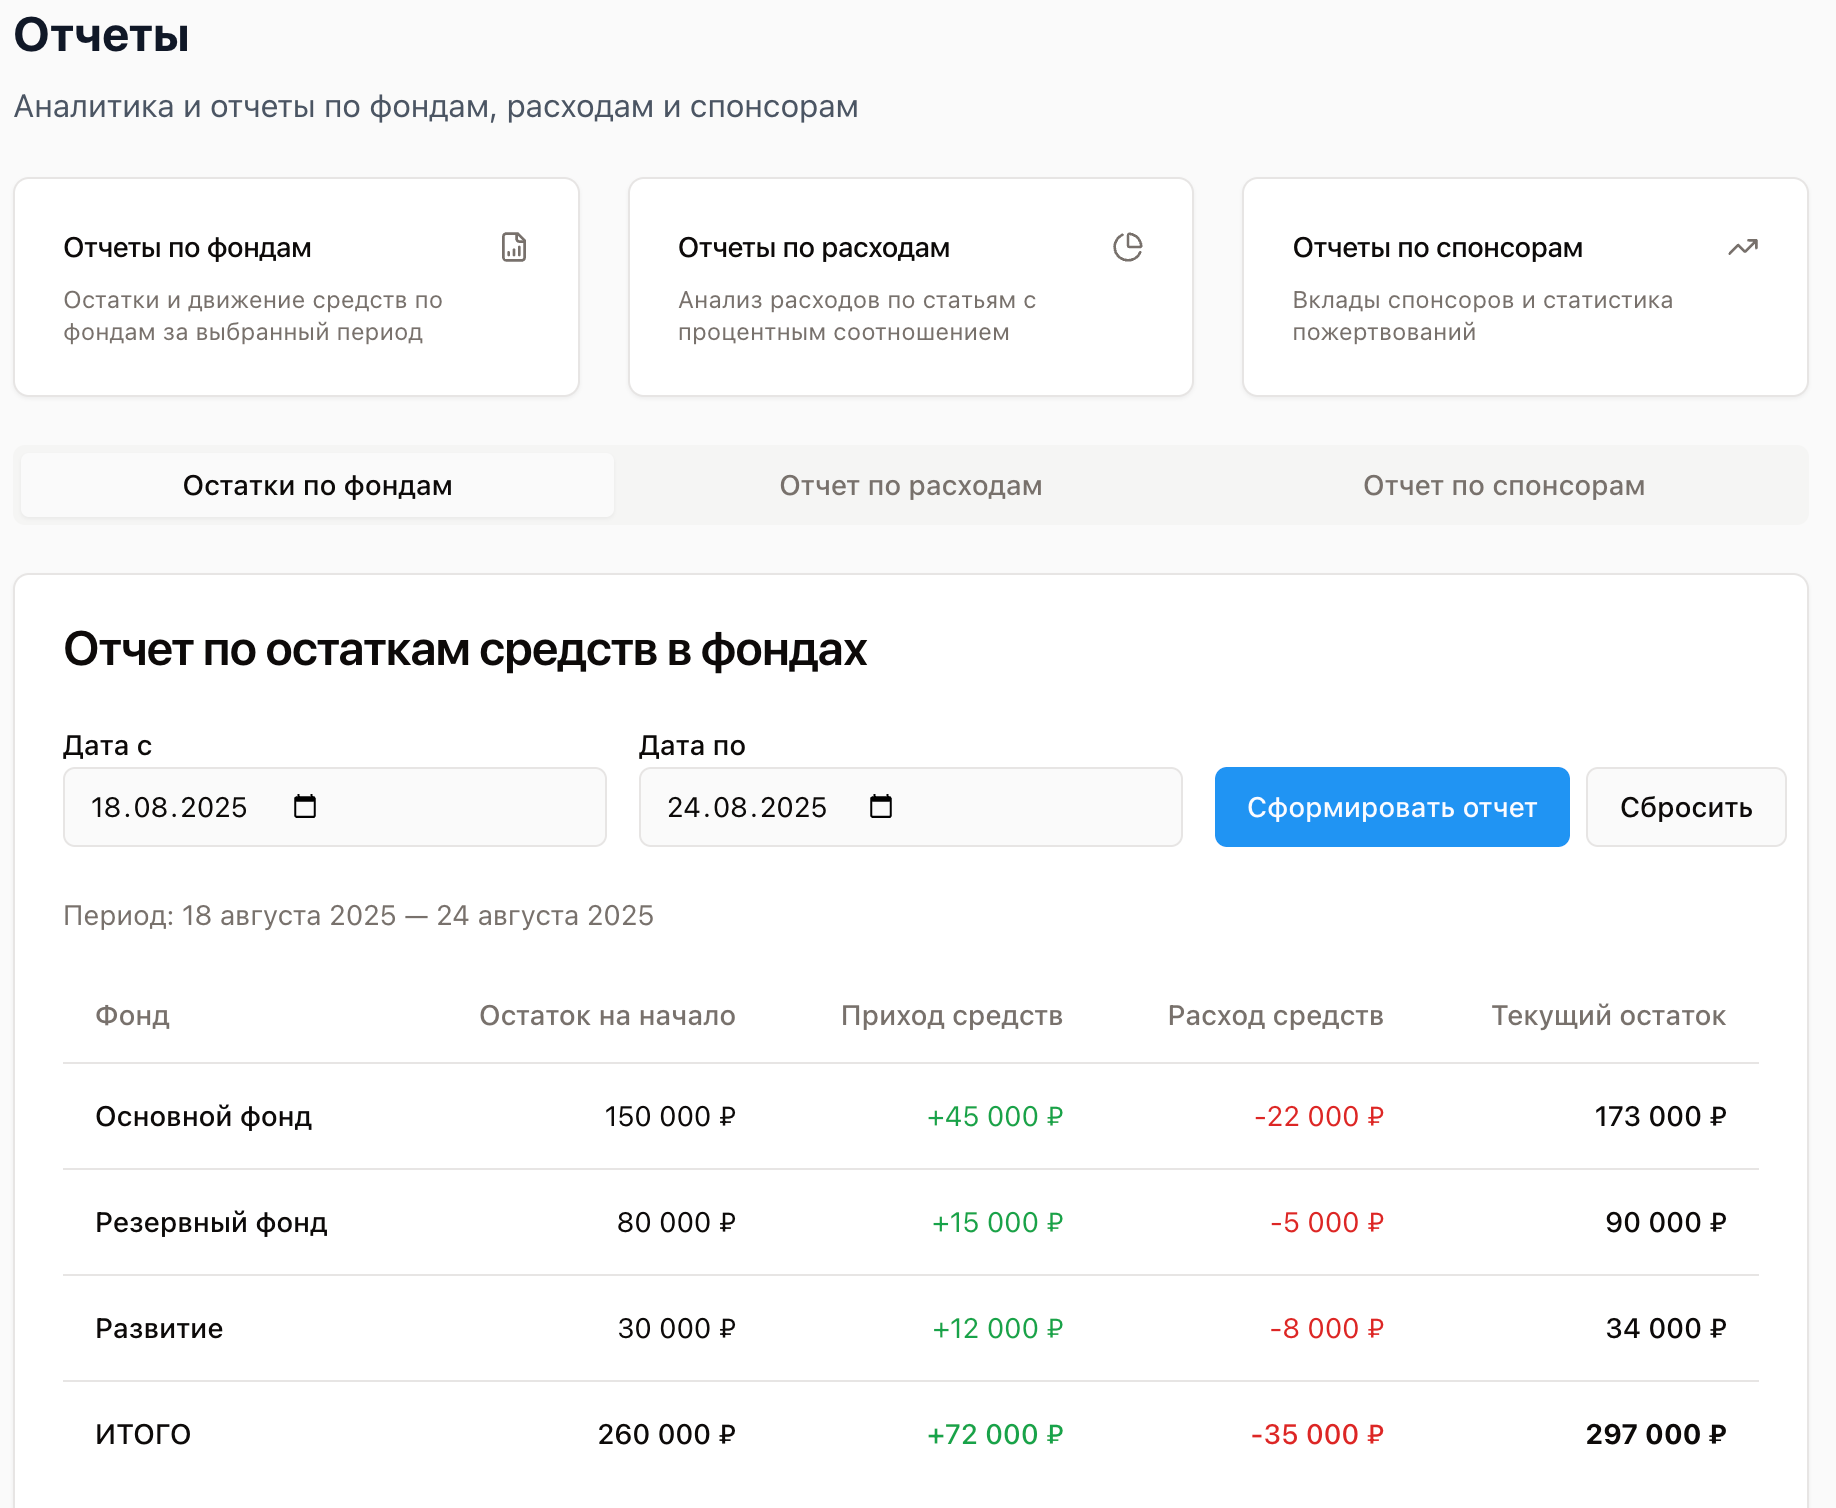 Отчеты
Аналитика и отчеты по фондам, расходам и спонсорам
Отчеты по фондам
Остатки и движение средств по
фондам за выбранный период
Отчеты по расходам
Анализ расходов по статьям с
процентным соотношением
Отчеты по спонсорам
Вклады спонсоров и статистика
пожертвований
Остатки по фондам
Отчет по расходам
Отчет по спонсорам
Отчет по остаткам средств в фондах
Дата с
18.08.2025
Дата по
24.08.2025
Сформировать отчет
Сбросить
Период: 18 августа 2025 — 24 августа 2025
Фонд Остаток на начало Приход средств Расход средств Текущий остаток
Основной фонд 150 000 ₽ +45 000 ₽ -22 000 ₽ 173 000 ₽
Резервный фонд 80 000 ₽ +15 000 ₽ -5 000 ₽ 90 000 ₽
Развитие 30 000 ₽ +12 000 ₽ -8 000 ₽ 34 000 ₽
ИТОГО 260 000 ₽ +72 000 ₽ -35 000 ₽ 297 000 ₽